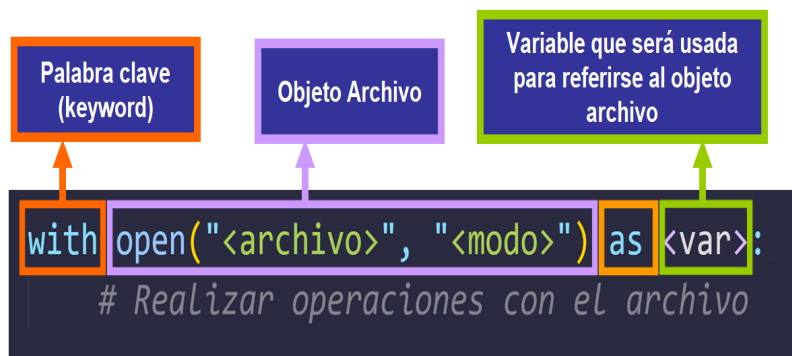 Palabra clave
(keyword)
Objeto Archivo
Variable que será usada
para referirse al objeto
archivo
with open("<archivo>", "<modo>") as <var>:
# Realizar operaciones con el archivo